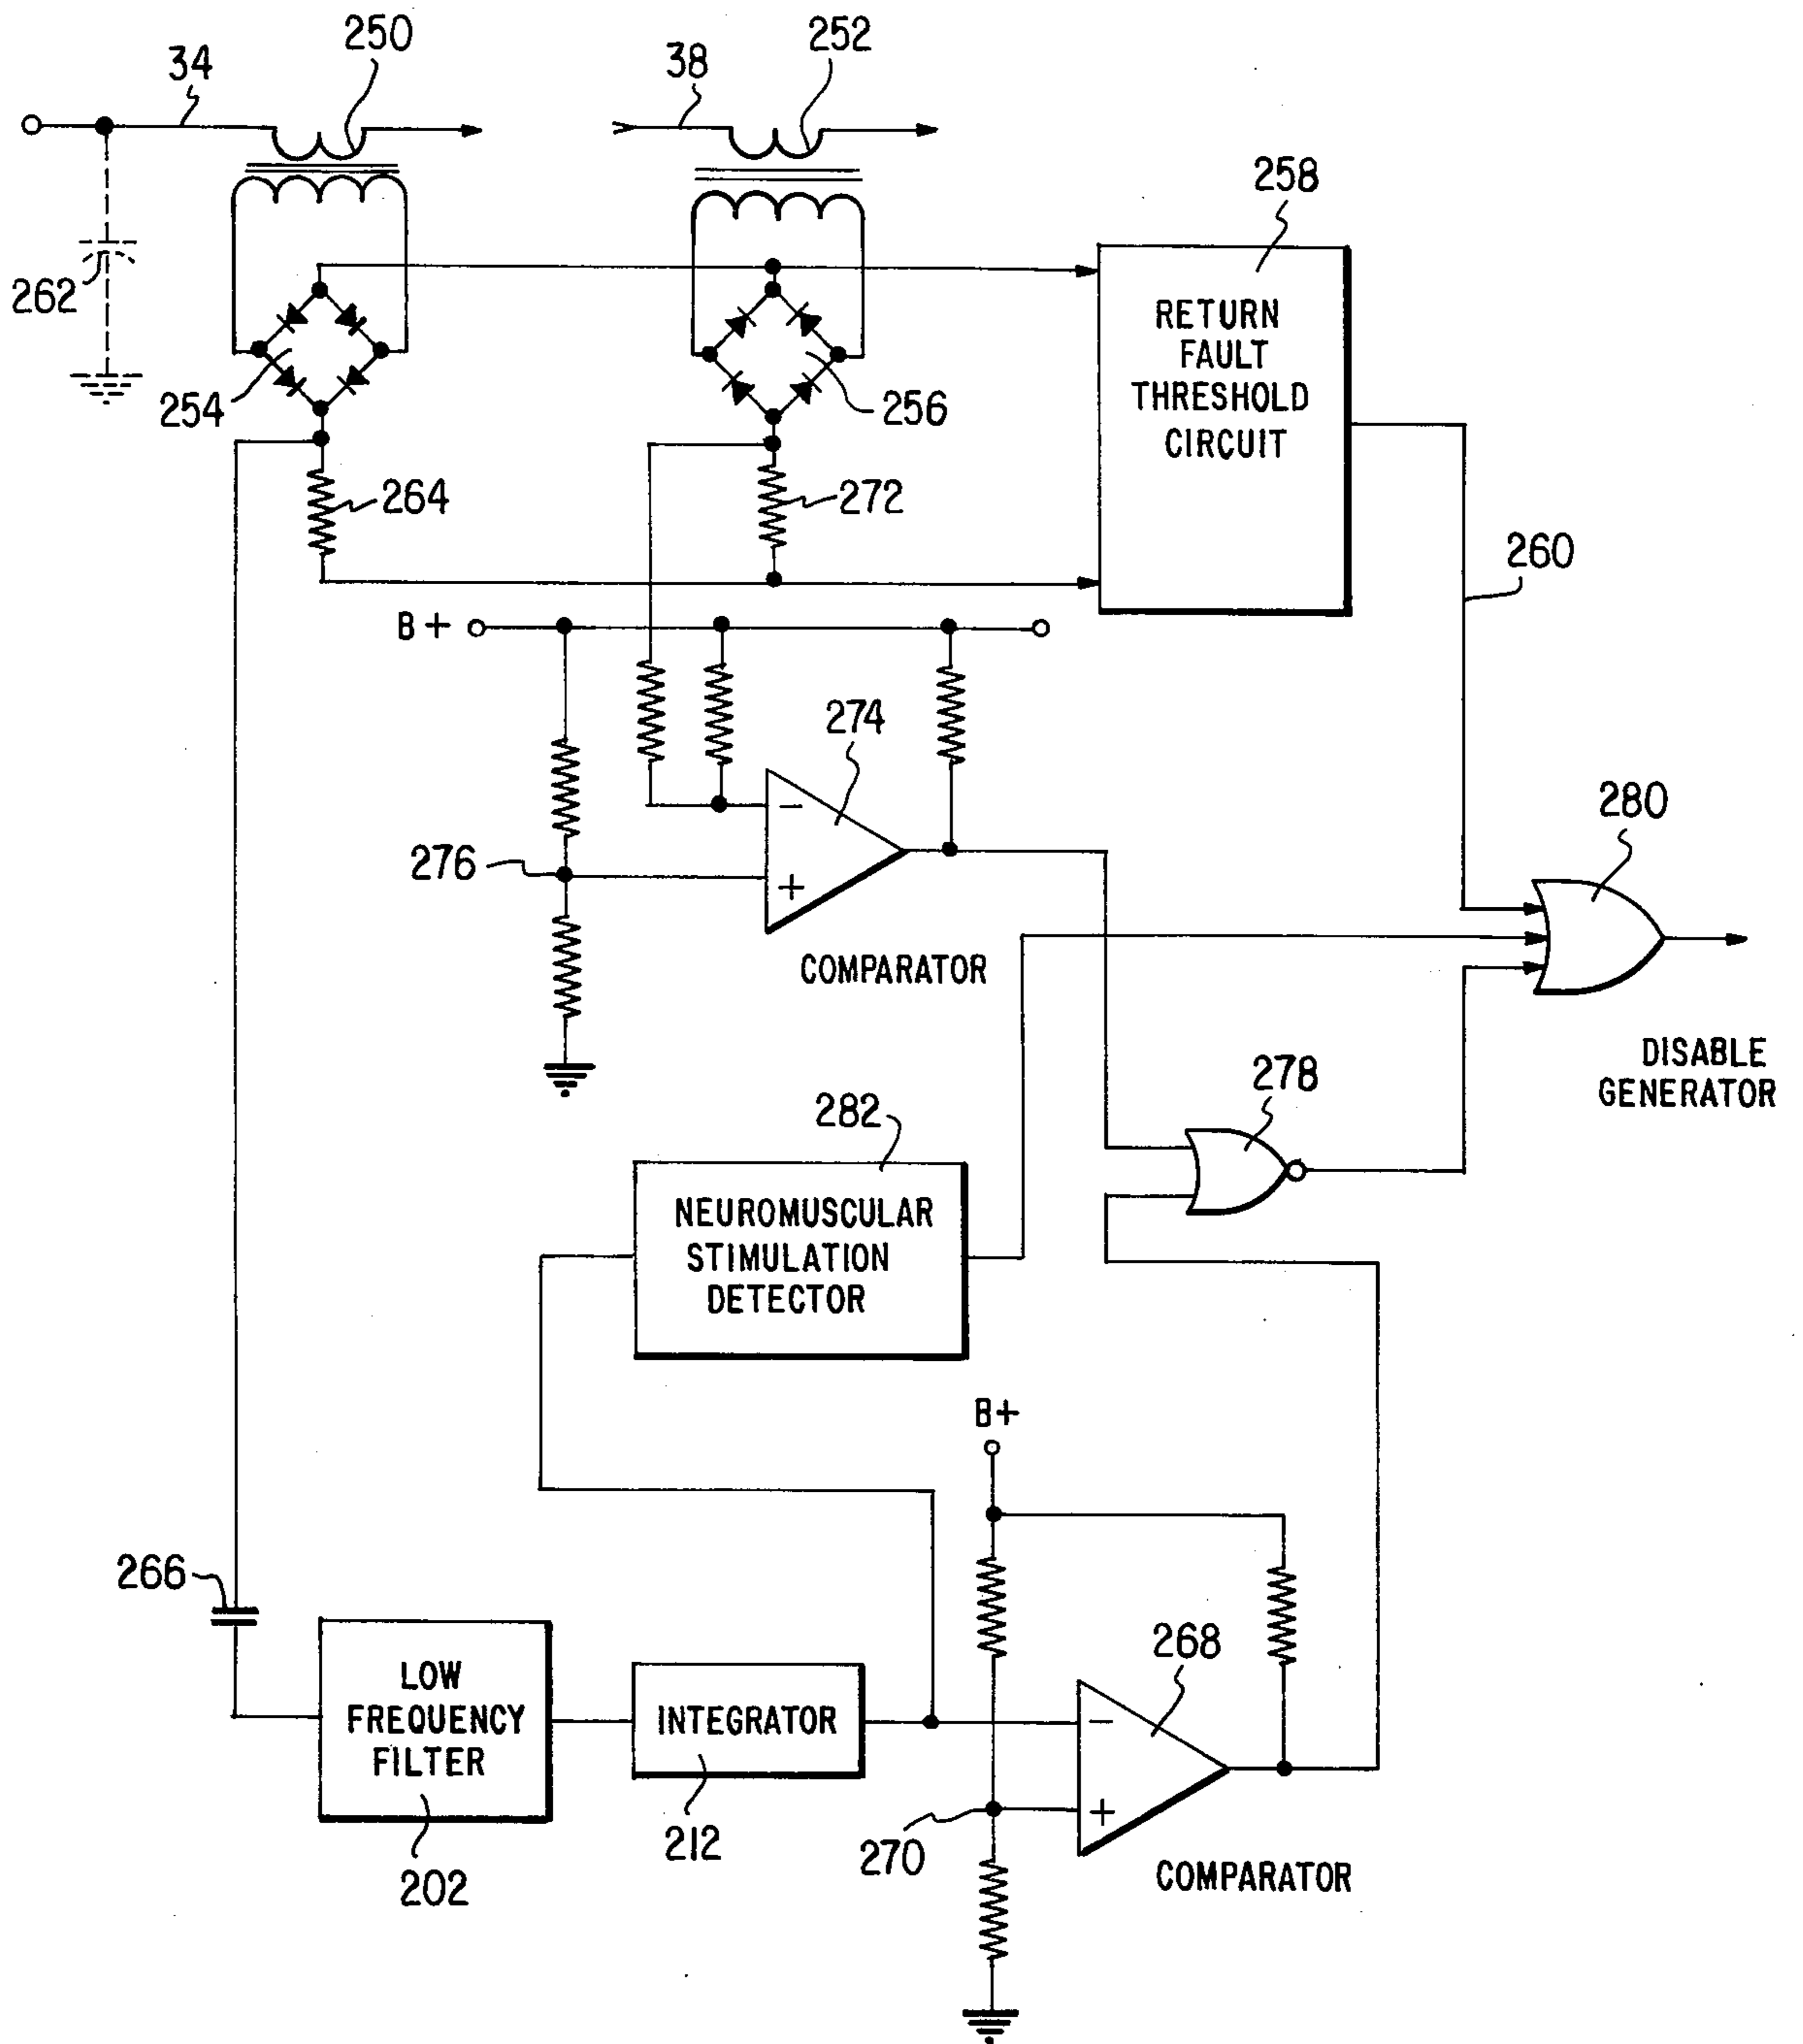 250
252
34
38
258
262
RETURN
FAULT
THRESHOLD
CIRCUIT
254
256
264
272
260
B+
274
280
276
+
−
COMPARATOR
DISABLE
GENERATOR
278
282
NEUROMUSCULAR
STIMULATION
DETECTOR
B+
266
268
LOW
FREQUENCY
FILTER
INTEGRATOR
−
+
270
212
202
COMPARATOR